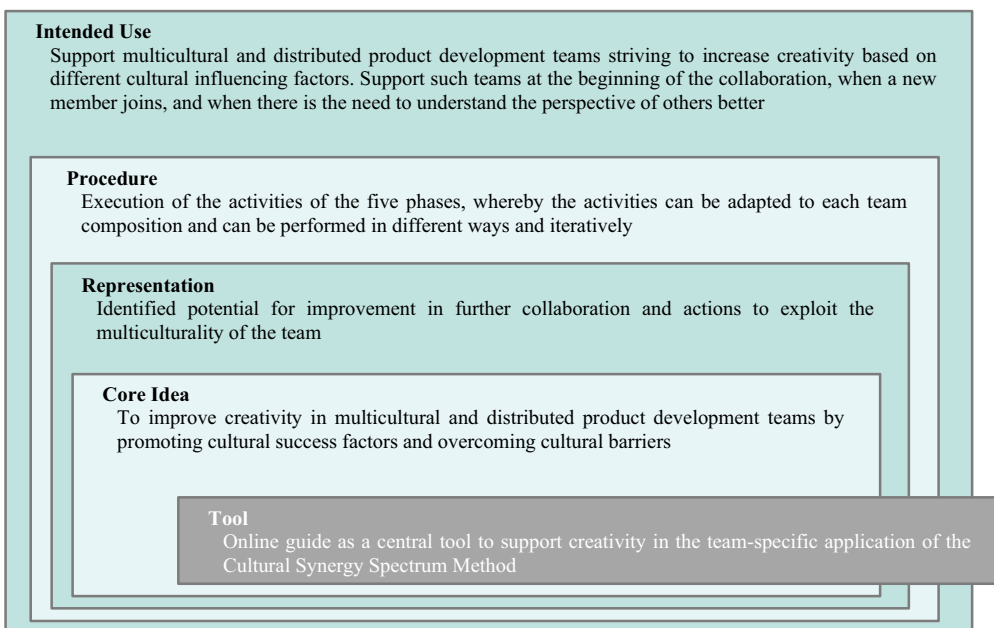 Intended Use
Support multicultural and distributed product development teams striving to increase creativity based on
different cultural influencing factors. Support such teams at the beginning of the collaboration, when a new
member joins, and when there is the need to understand the perspective of others better
Procedure
Execution of the activities of the five phases, whereby the activities can be adapted to each team
composition and can be performed in different ways and iteratively
Representation
Identified potential for improvement in further collaboration and actions to exploit the
multiculturality of the team
Core Idea
To improve creativity in multicultural and distributed product development teams by
promoting cultural success factors and overcoming cultural barriers
Tool
Online guide as a central tool to support creativity in the team-specific application of the
Cultural Synergy Spectrum Method